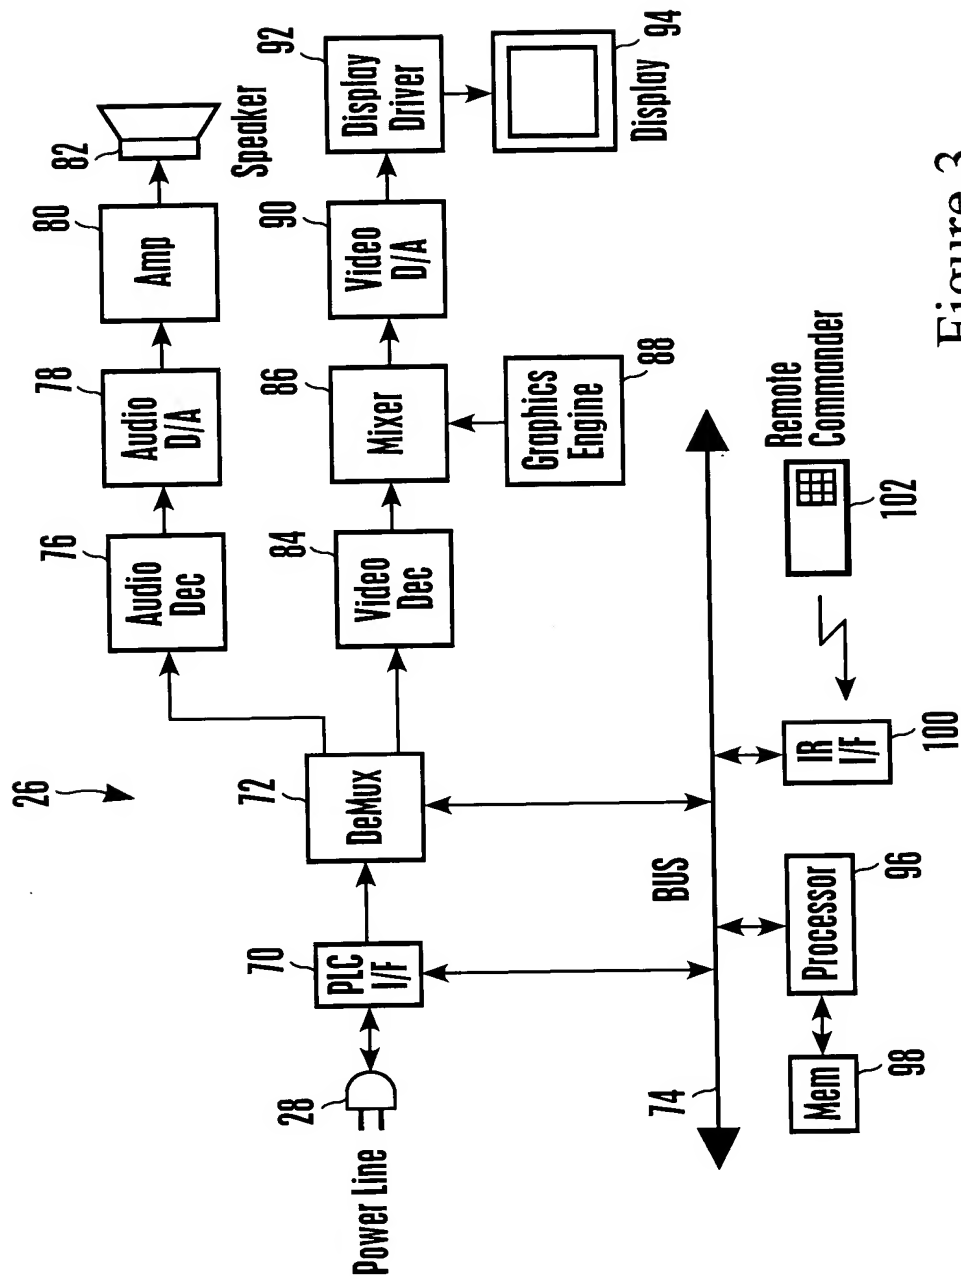 26
Power Line
28
70
PLC
I/F
72
DeMux
76
Audio
Dec
78
Audio
D/A
80
Amp
82
Speaker
84
Video
Dec
86
Mixer
90
Video
D/A
92
Display
Driver
88
Graphics
Engine
94
Display
74
BUS
98
Mem
96
Processor
100
IR
I/F
102
Remote
Commander
Figure 3